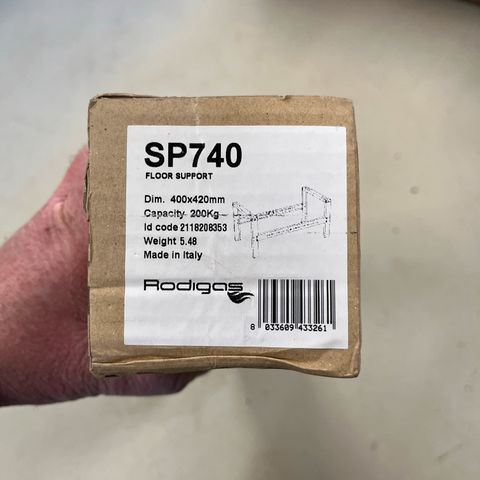 SP740
FLOOR SUPPORT
Dim. 400x420mm
Capacity 200Kg
Id code 2118208353
Weight 5.48
Made in Italy
Rodigas
8 033609 433261